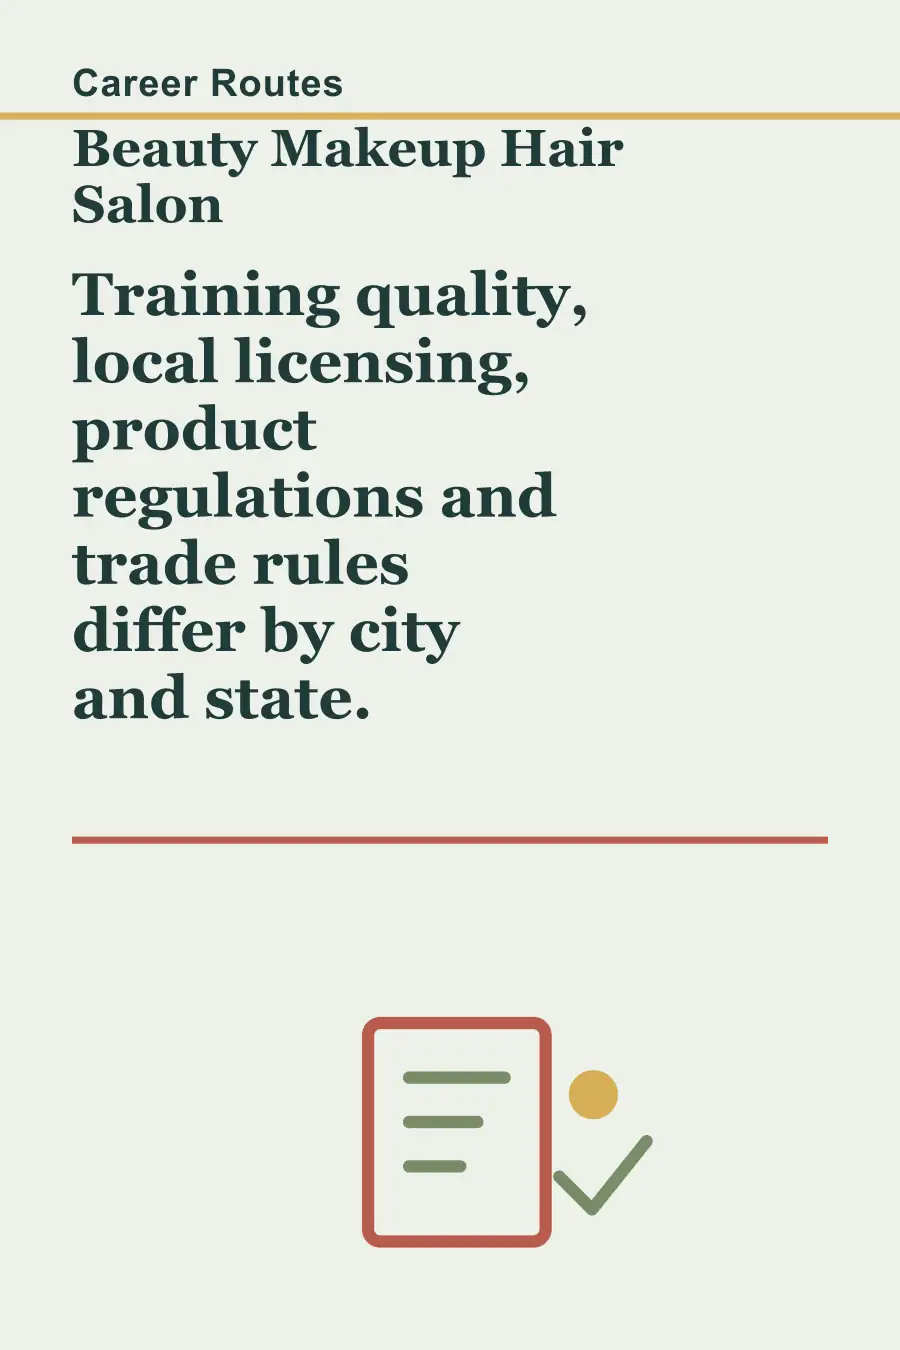 Career Routes
Beauty Makeup Hair
Salon
Training quality,
local licensing,
product
regulations and
trade rules
differ by city
and state.